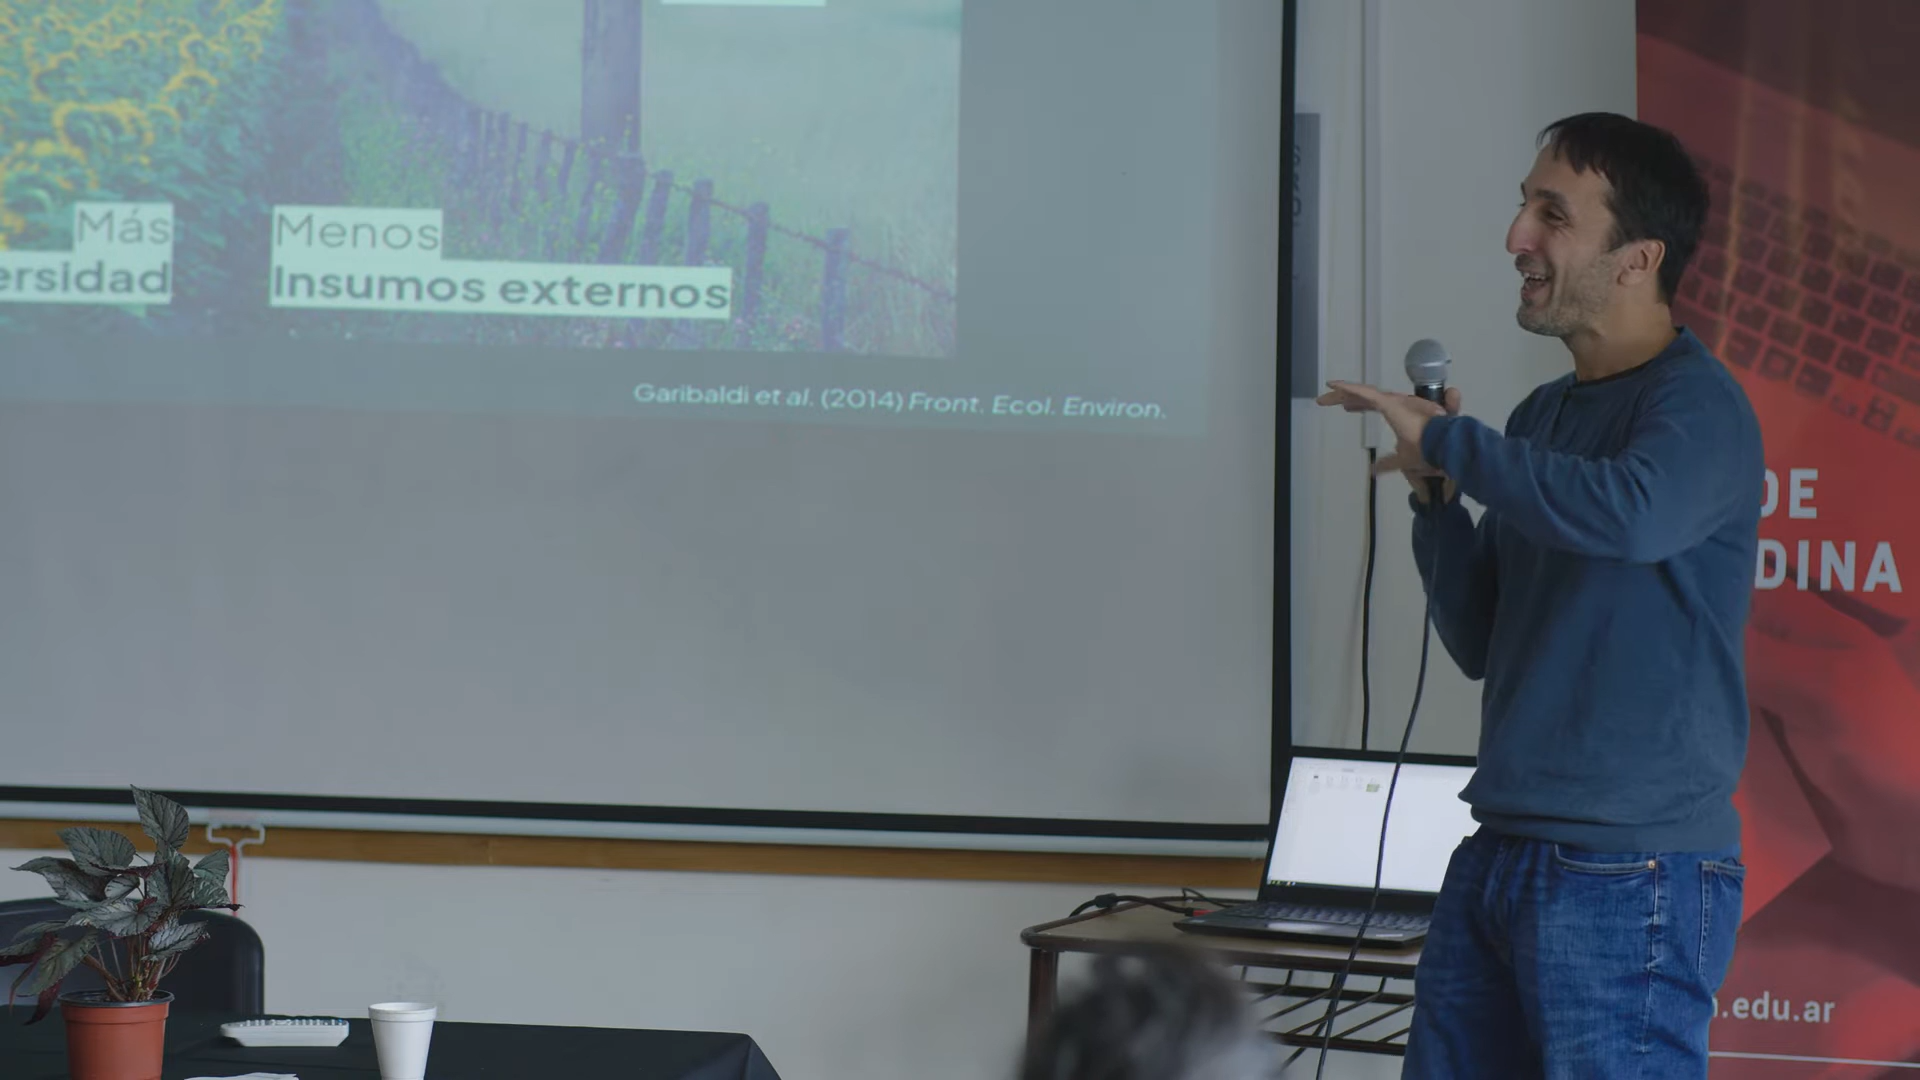 Más
ersidad
Menos
Insumos externos
Garibaldi et al. (2014) Front. Ecol. Environ.
DE
DINA
.edu.ar